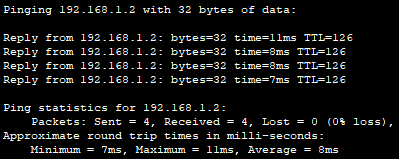 Pinging 192.168.1.2 with 32 bytes of data:
Reply from 192.168.1.2: bytes=32 time=11ms TTL=126
Reply from 192.168.1.2: bytes=32 time=8ms TTL=126
Reply from 192.168.1.2: bytes=32 time=8ms TTL=126
Reply from 192.168.1.2: bytes=32 time=7ms TTL=126
Ping statistics for 192.168.1.2:
Packets: Sent = 4, Received = 4, Lost = 0 (0% loss),
Approximate round trip times in milli-seconds:
Minimum = 7ms, Maximum = 11ms, Average = 8ms